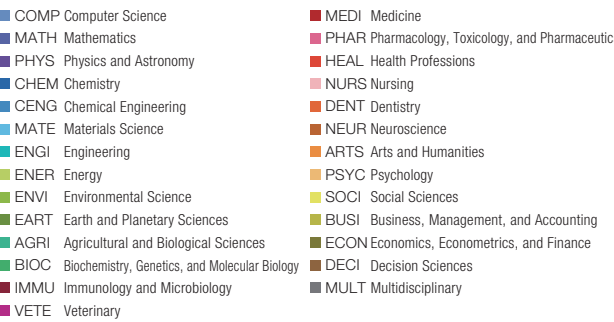 COMP Computer Science
MATH Mathematics
PHYS Physics and Astronomy
CHEM Chemistry
CENG Chemical Engineering
MATE Materials Science
ENGI Engineering
ENER Energy
ENVI Environmental Science
EART Earth and Planetary Sciences
AGRI Agricultural and Biological Sciences
BIOC Biochemistry, Genetics, and Molecular Biology
IMMU Immunology and Microbiology
VETE Veterinary
MEDI Medicine
PHAR Pharmacology, Toxicology, and Pharmaceutic
HEAL Health Professions
NURS Nursing
DENT Dentistry
NEUR Neuroscience
ARTS Arts and Humanities
PSYC Psychology
SOCI Social Sciences
BUSI Business, Management, and Accounting
ECON Economics, Econometrics, and Finance
DECI Decision Sciences
MULT Multidisciplinary